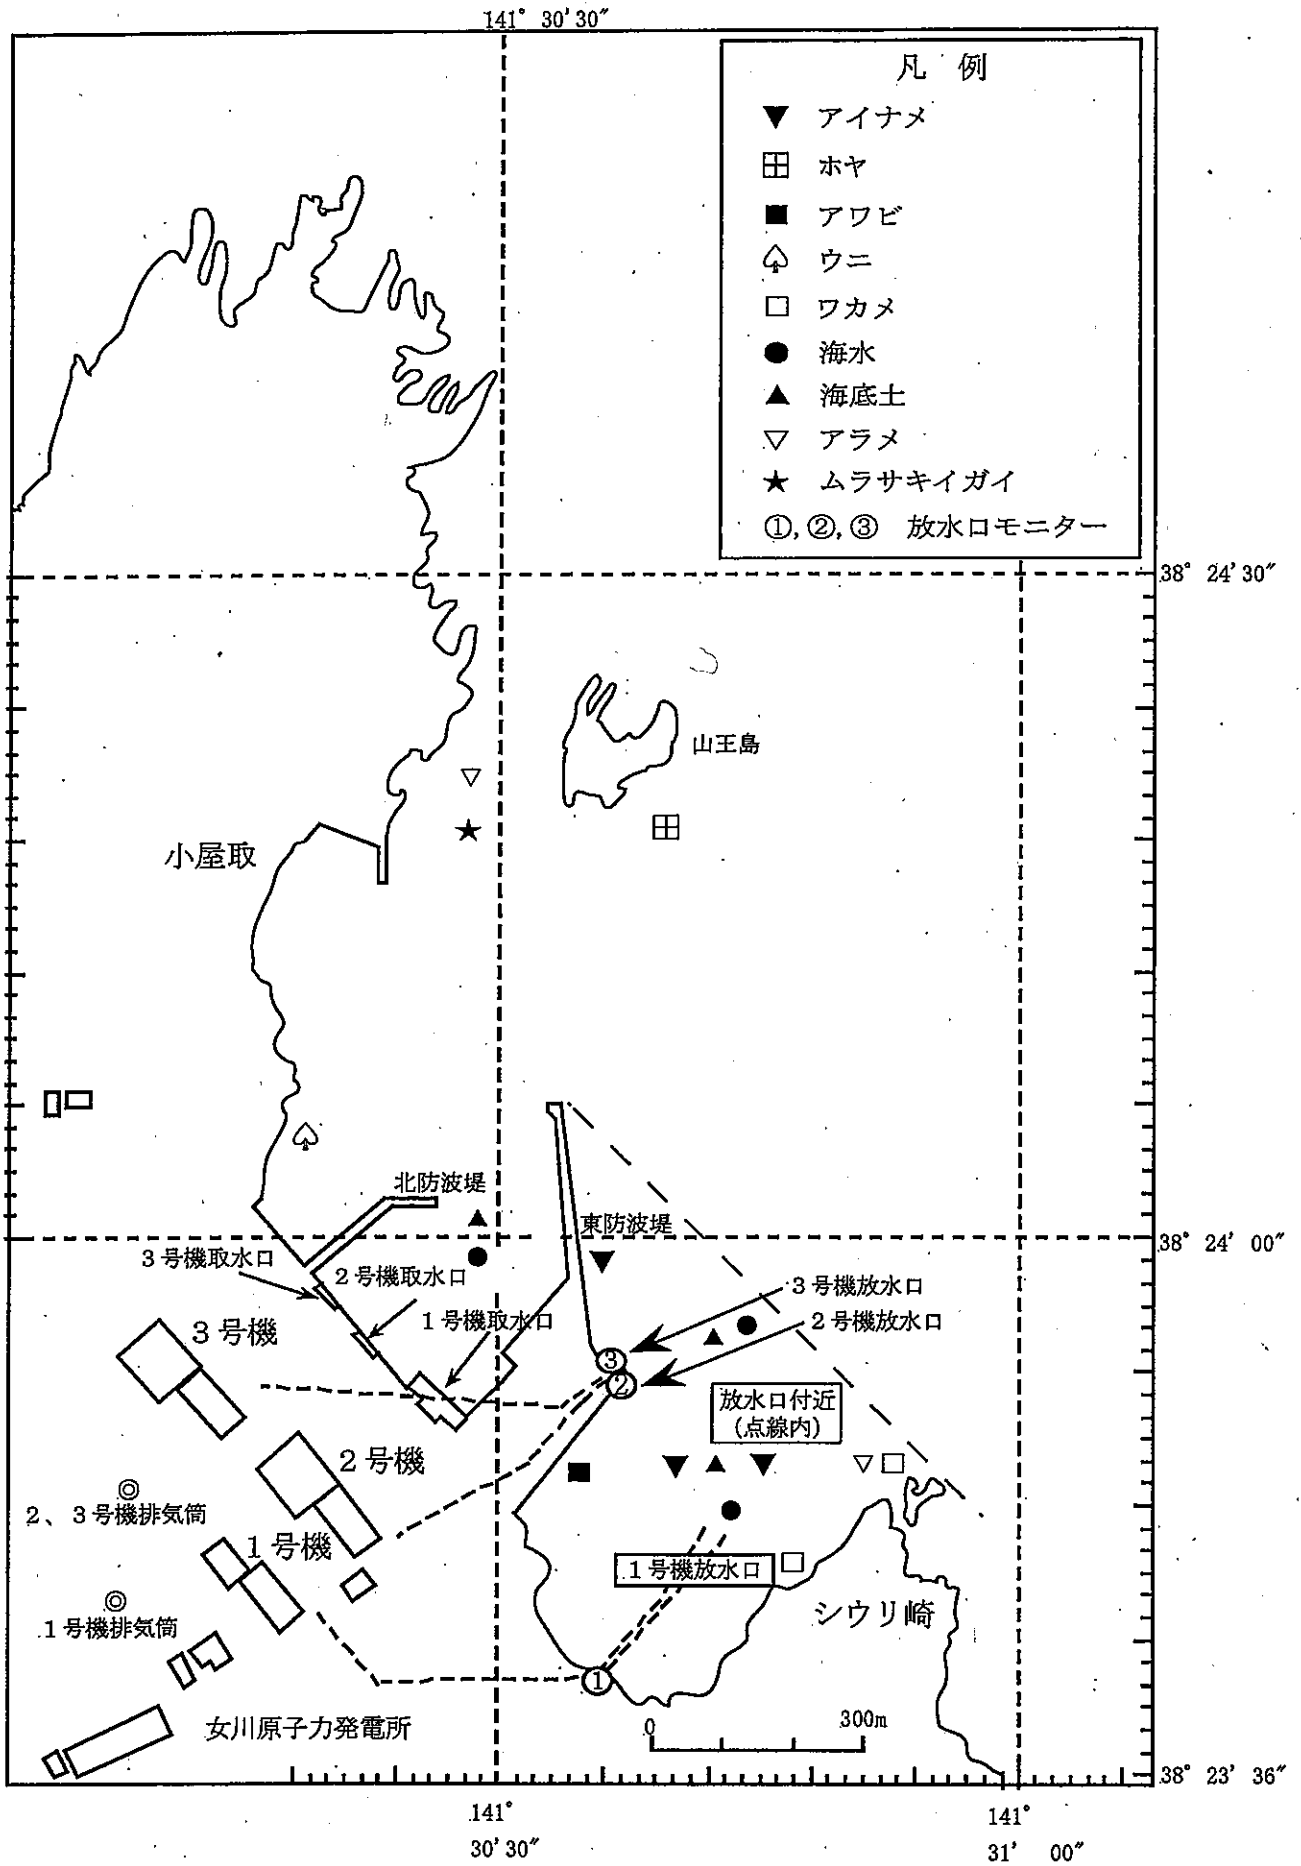 141° 30′30″
凡 例
アイナメ
ホヤ
アワビ
ウニ
ワカメ
海水
海底土
アラメ
ムラサキイガイ
①,②,③ 放水口モニター
38° 24′30″
山王島
小屋取
北防波堤
東防波堤
38° 24′ 00″
3号機取水口
2号機取水口
1号機取水口
3号機放水口
2号機放水口
3号機
③
②
放水口付近
(点線内)
2号機
2、3号機排気筒
1号機
1号機放水口
1号機排気筒
シウリ崎
①
女川原子力発電所
0 300m
38° 23′ 36″
141°
30′30″
141°
31′ 00″